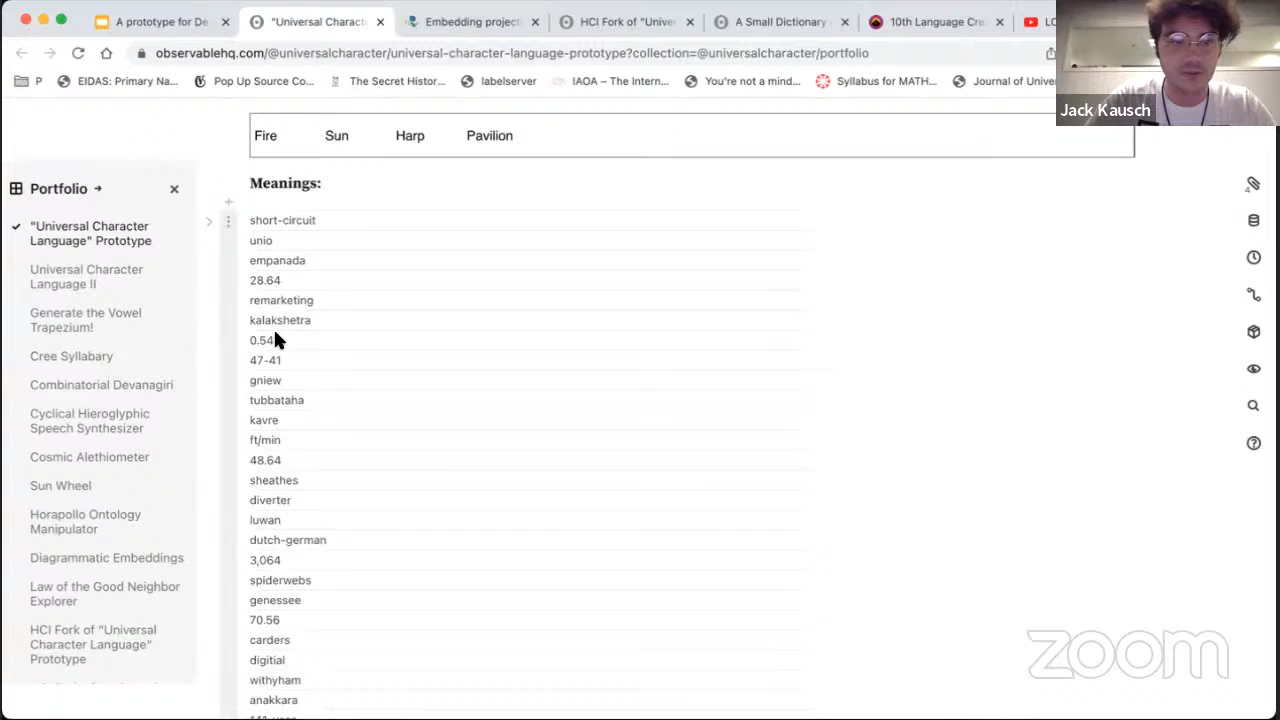 A prototype for De
"Universal Charact
Embedding project
HCI Fork of "Unive
A Small Dictionary
10th Language Cre
observablehq.com/@universalcharacter/universal-character-language-prototype?collection=@universalcharacter/portfolio
P
EIDAS: Primary Na...
Pop Up Source Co...
The Secret Histor...
labelserver
IAOA – The Intern...
You're not a mind...
Syllabus for MATH...
Journal of Univer
Jack Kausch
Fire Sun Harp Pavilion
Portfolio →
"Universal Character
Language" Prototype
Universal Character
Language II
Generate the Vowel
Trapezium!
Cree Syllabary
Combinatorial Devanagiri
Cyclical Hieroglyphic
Speech Synthesizer
Cosmic Alethiometer
Sun Wheel
Horapollo Ontology
Manipulator
Diagrammatic Embeddings
Law of the Good Neighbor
Explorer
HCI Fork of "Universal
Character Language"
Prototype
Meanings:
short-circuit
unio
empanada
28.64
remarketing
kalakshetra
0.54
47-41
gniew
tubbataha
kavre
ft/min
48.64
sheathes
diverter
luwan
dutch-german
3,064
spiderwebs
genessee
70.56
carders
digitial
withyham
anakkara
4
zoom